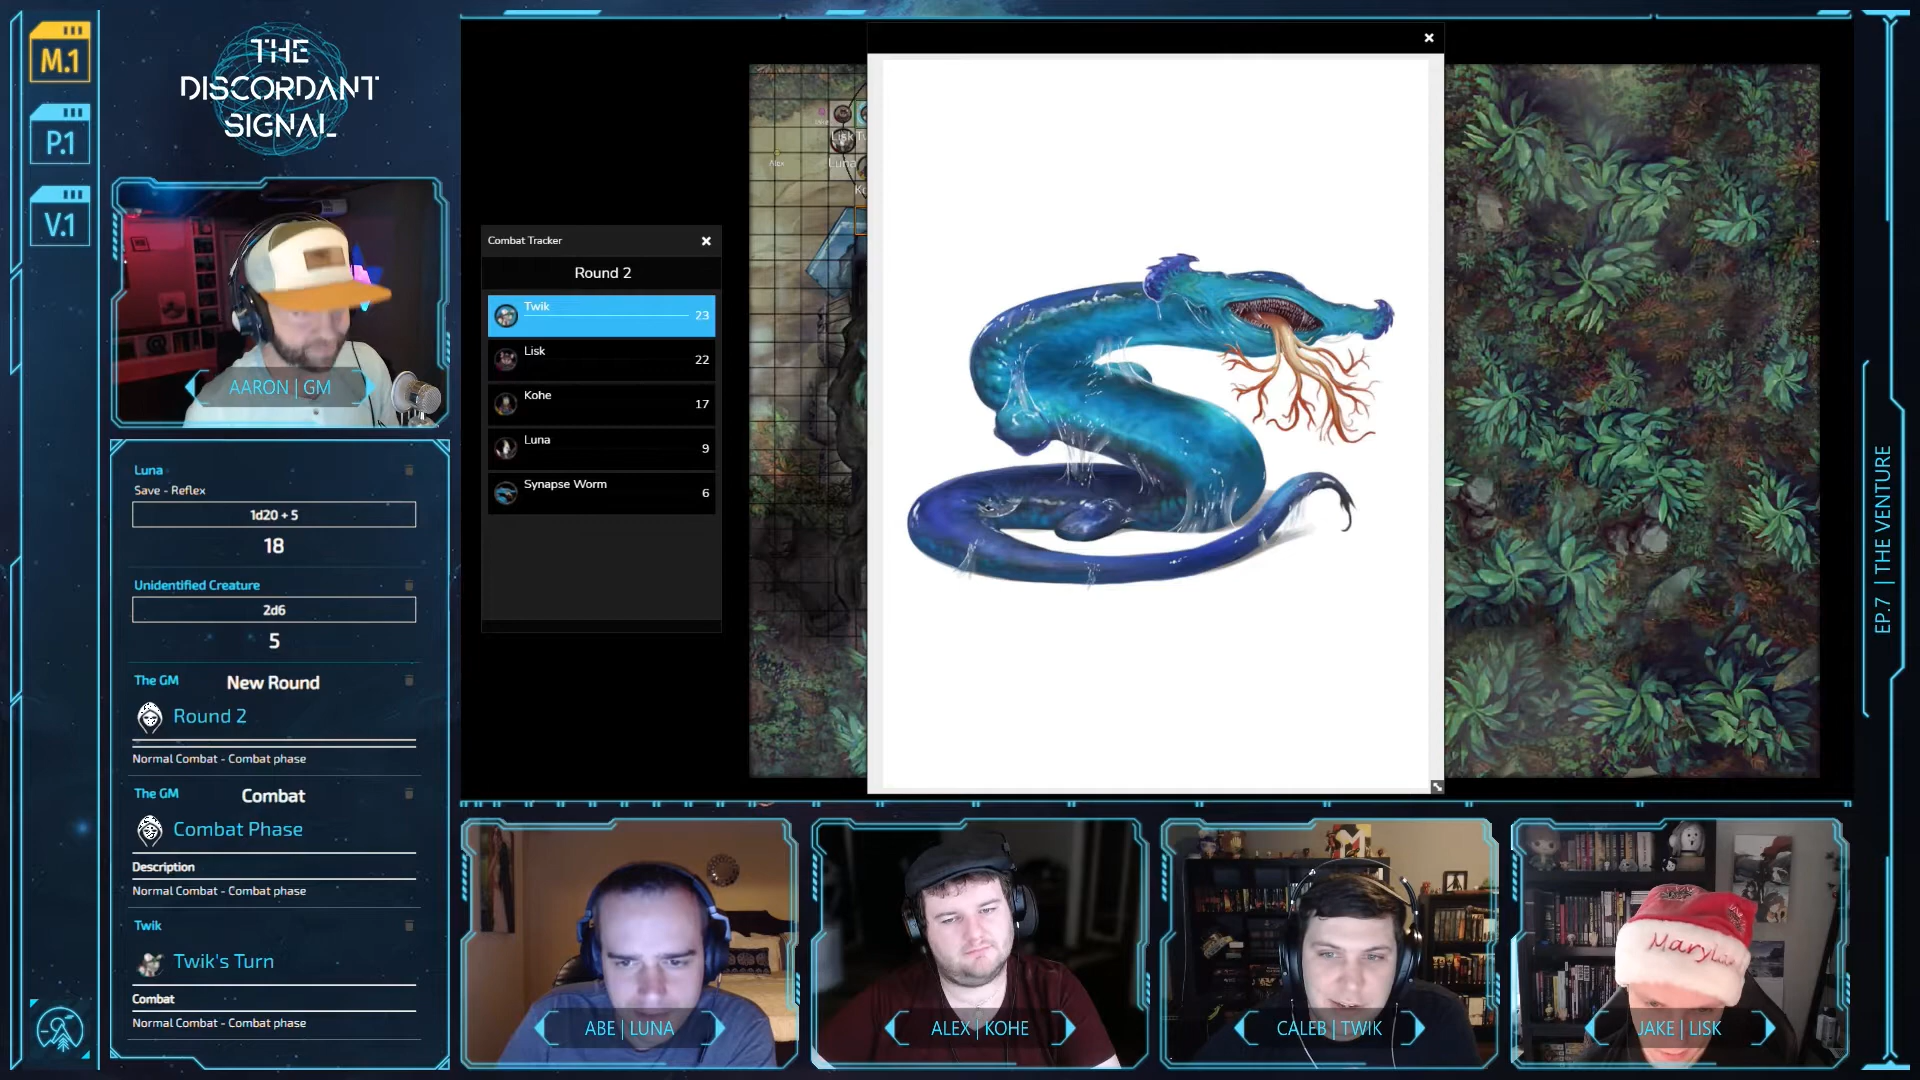 M.1
P.1
V.1
THE
DISCORDANT
SIGNAL
AARON | GM
Luna
Save - Reflex
1d20 + 5
18
Unidentified Creature
2d6
5
The GM
New Round
Round 2
Normal Combat - Combat phase
The GM
Combat
Combat Phase
Description
Normal Combat - Combat phase
Twik
Twik's Turn
Combat
Normal Combat - Combat phase
Combat Tracker
Round 2
Twik
23
Lisk
22
Kohe
17
Luna
9
Synapse Worm
6
Alex
Lisk
Luna
EP.7 | THE VENTURE
ABE | LUNA
ALEX | KOHE
CALEB | TWIK
JAKE | LISK